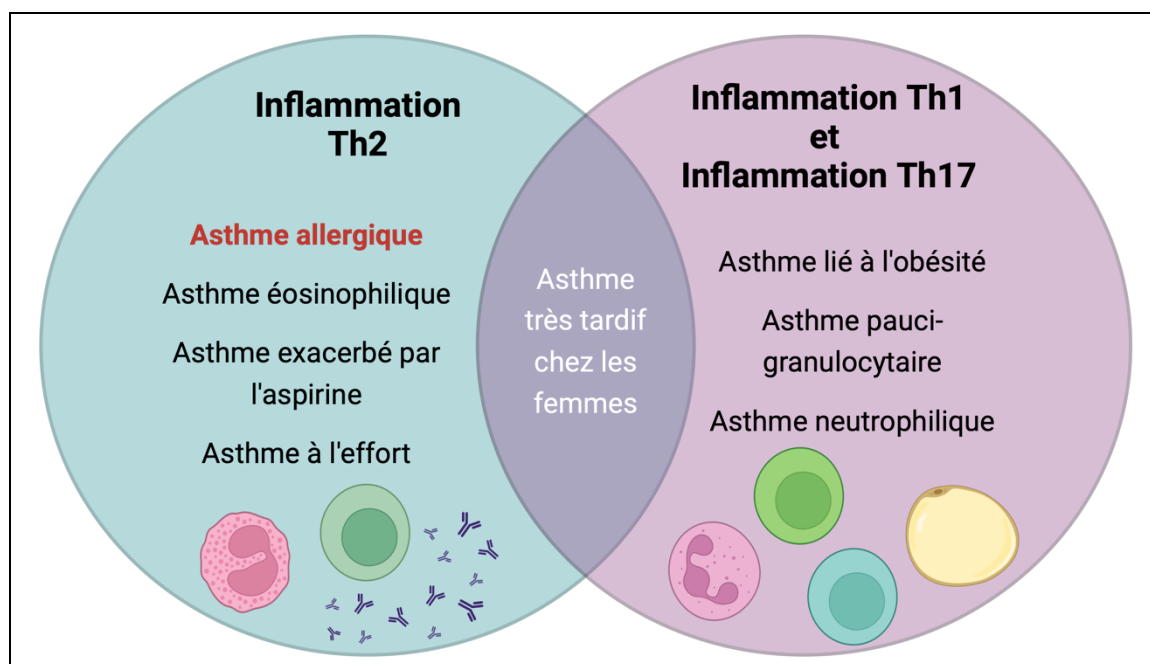 Inflammation
Th2
Asthme allergique
Asthme éosinophilique
Asthme exacerbé par
l'aspirine
Asthme à l'effort
Asthme
très tardif
chez les
femmes
Inflammation Th1
et
Inflammation Th17
Asthme lié à l'obésité
Asthme pauci-
granulocytaire
Asthme neutrophilique